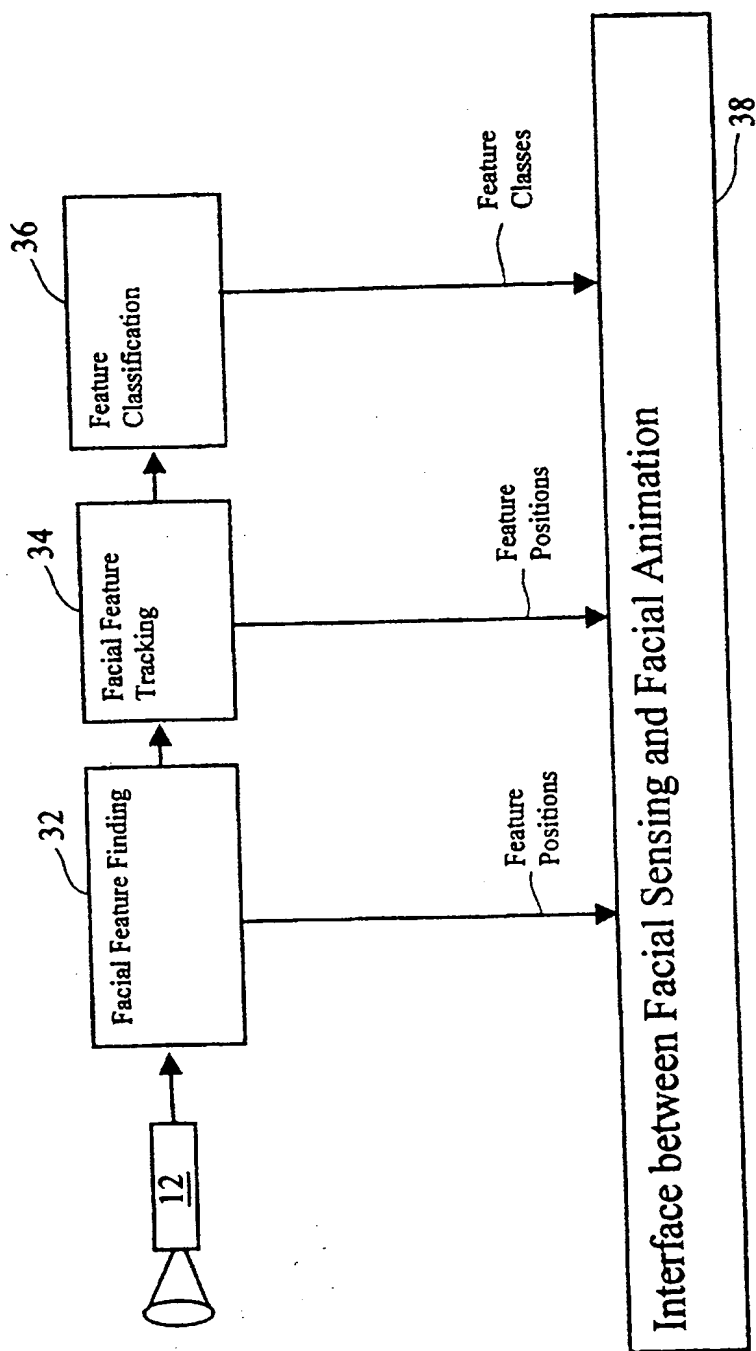 12
32
Facial Feature Finding
34
Facial Feature
Tracking
36
Feature
Classification
Feature
Positions
Feature
Positions
Feature
Classes
Interface between Facial Sensing and Facial Animation
38